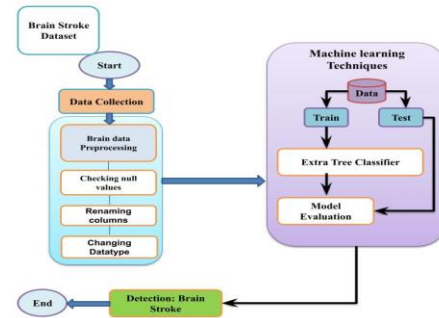 Brain Stroke
Dataset
Start
Data Collection
Brain data
Preprocessing
Checking null
values
Renaming
columns
Changing
Datatype
Machine learning
Techniques
Data
Train
Test
Extra Tree Classifier
Model
Evaluation
End
Detection: Brain
Stroke